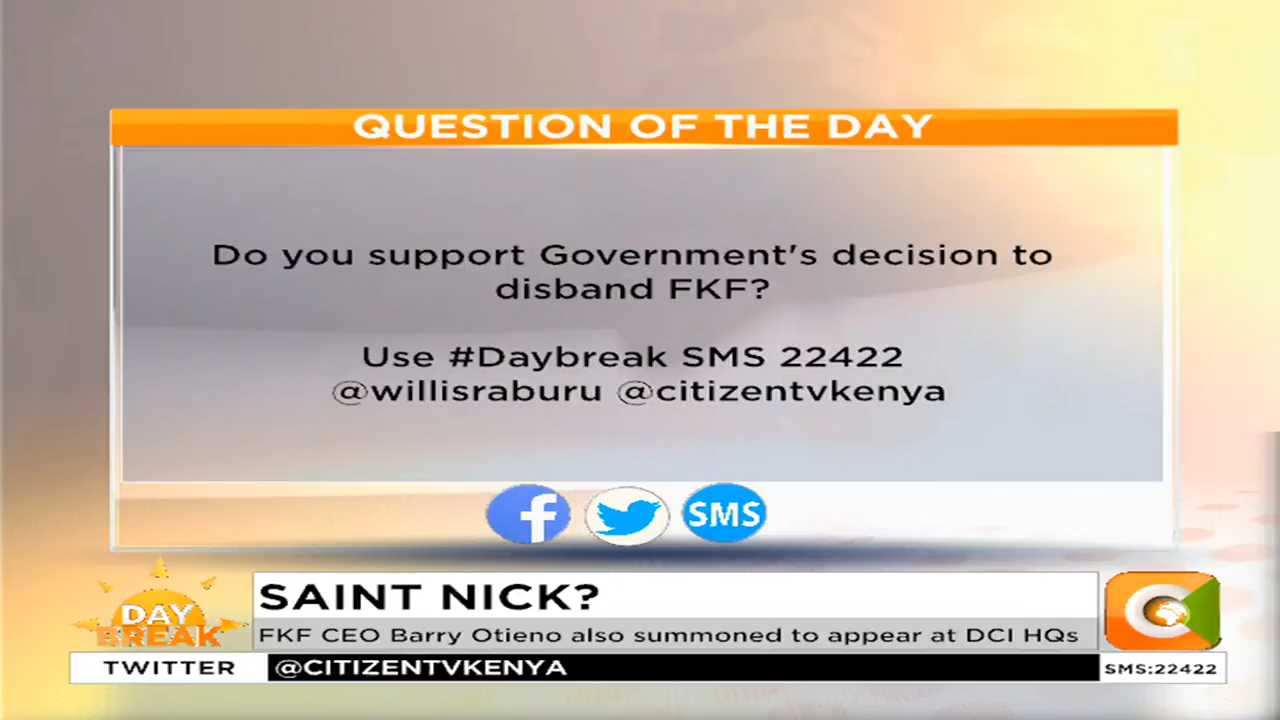 QUESTION OF THE DAY
Do you support Government's decision to
disband FKF?
Use #Daybreak SMS 22422
@willisraburu @citizentvkenya
f
SMS
DAY
BREAK
SAINT NICK?
FKF CEO Barry Otieno also summoned to appear at DCI HQs
TWITTER
@CITIZENTVKENYA
SMS:22422